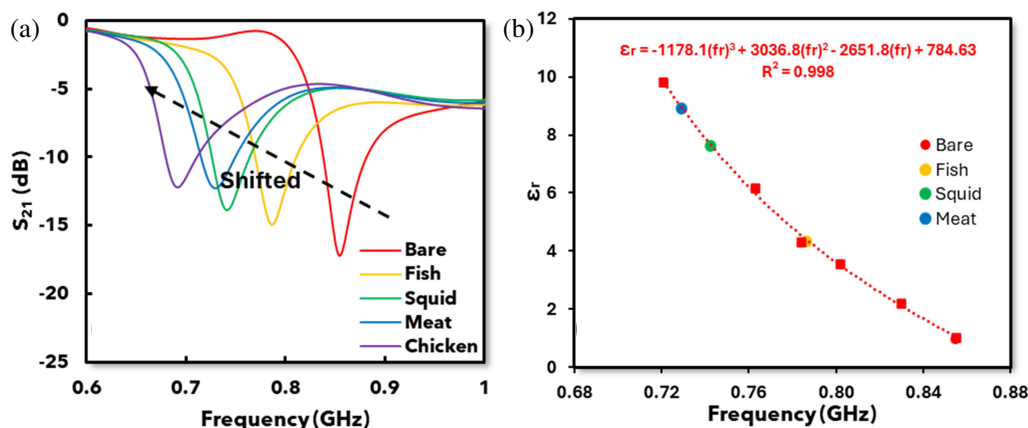 (a)
0
-5
-10
-15
-20
-25
S21 (dB)
Shifted
Bare
Fish
Squid
Meat
Chicken
0.6 0.7 0.8 0.9 1
Frequency (GHz)
(b)
12
10
8
6
4
2
0
εr
εr = -1178.1(fr)³ + 3036.8(fr)² - 2651.8(fr) + 784.63
R² = 0.998
Bare
Fish
Squid
Meat
0.68 0.72 0.76 0.80 0.84 0.88
Frequency (GHz)